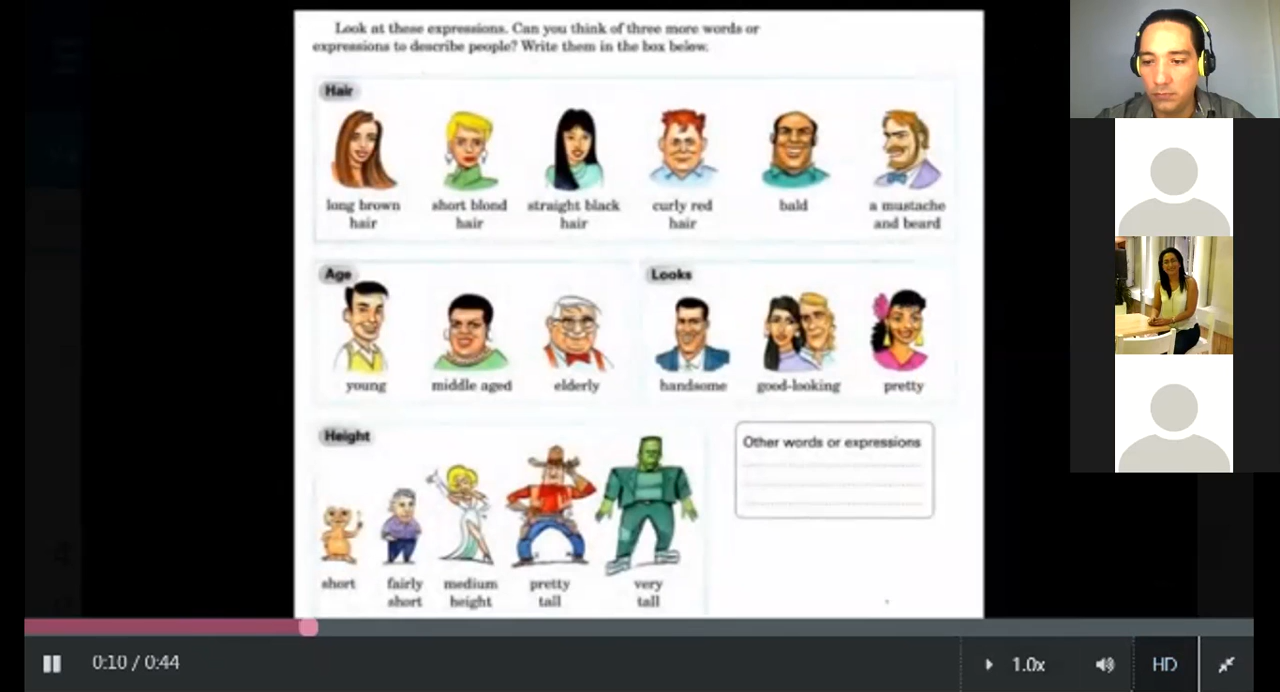 Look at these expressions. Can you think of three more words or
expressions to describe people? Write them in the box below.
Hair
long brown
hair
short blond
hair
straight black
hair
curly red
hair
bald
a mustache
and beard
Age
Looks
young
middle aged
elderly
handsome
good-looking
pretty
Height
Other words or expressions
short
fairly
short
medium
height
pretty
tall
very
tall
0:10 / 0:44
1.0x
HD